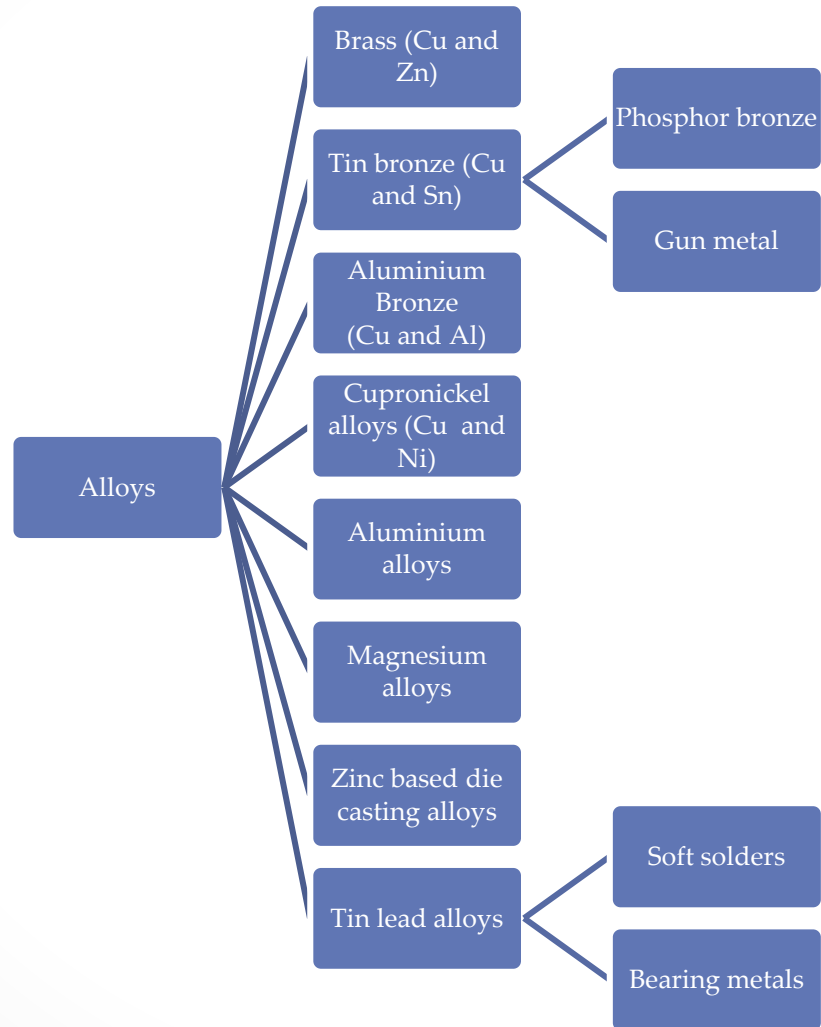 Alloys
Brass (Cu and
Zn)
Tin bronze (Cu
and Sn)
Phosphor bronze
Gun metal
Aluminium
Bronze
(Cu and Al)
Cupronickel
alloys (Cu and
Ni)
Aluminium
alloys
Magnesium
alloys
Zinc based die
casting alloys
Tin lead alloys
Soft solders
Bearing metals